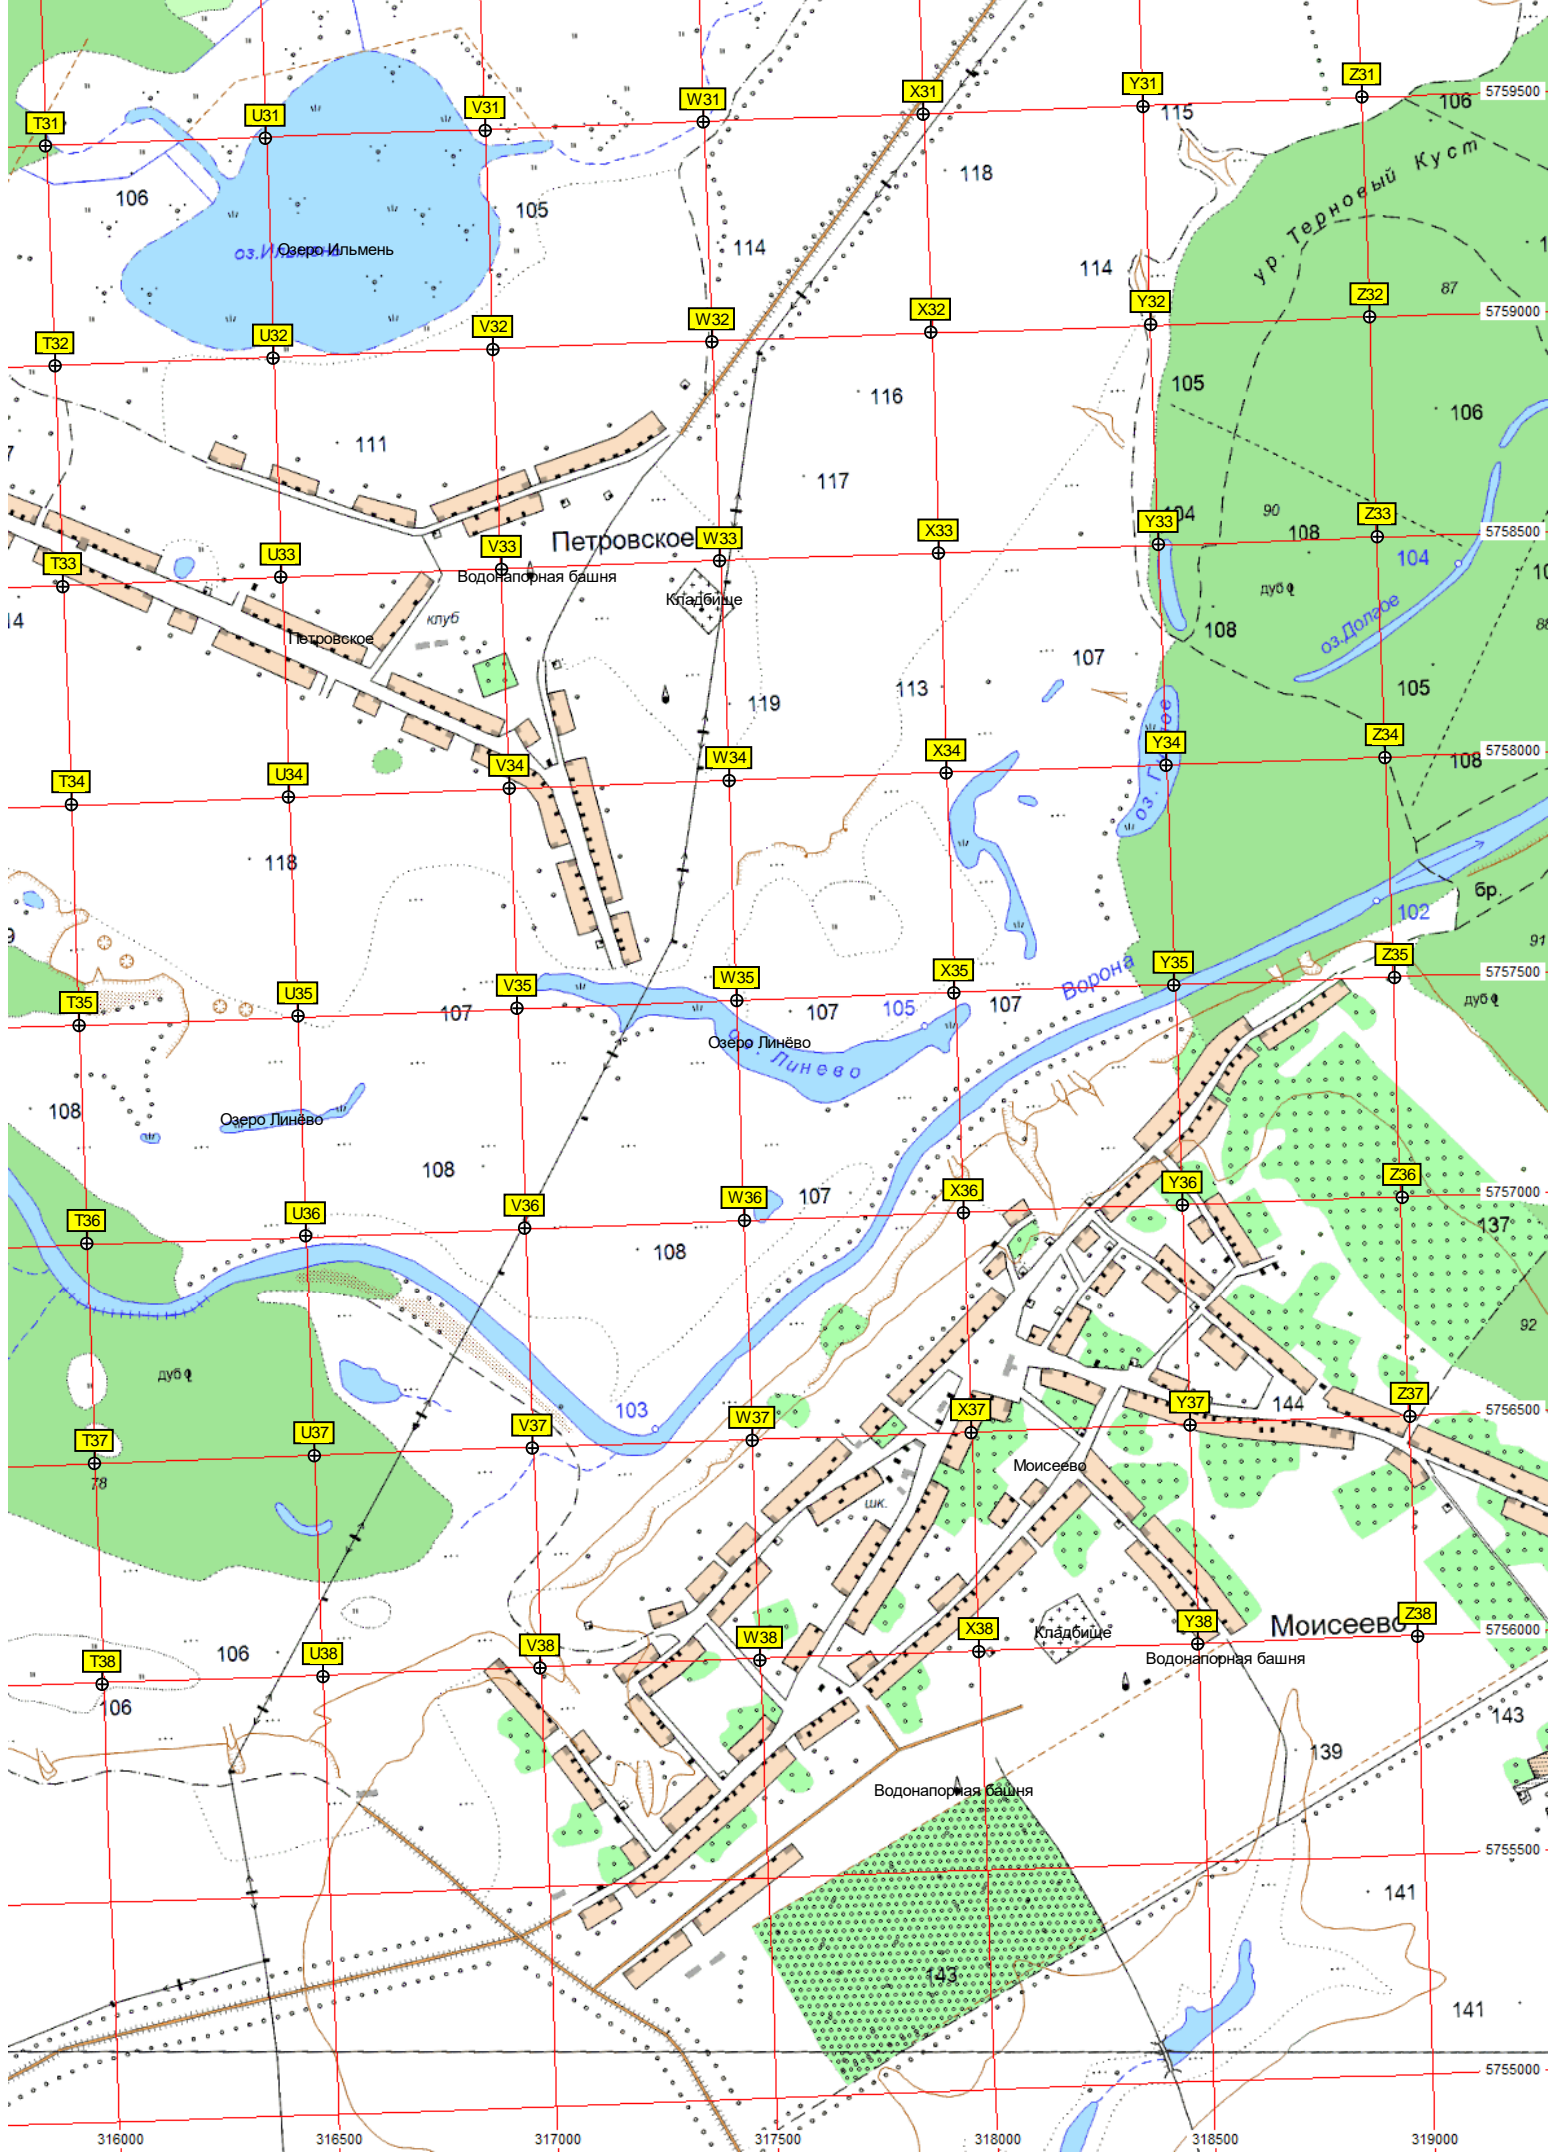 Z31
Y31
5759500
106
X31
W31
V31
U31
T31
115
118
106
105
ур. Терновый Куст
оз.Ильмень
Озеро Ильмень
114
114
87
Z32
Y32
X32
W32
V32
U32
T32
5759000
105
116
106
111
117
Петровское
90
104
108
Z33
Y33
X33
W33
V33
U33
T33
5758500
104
Водонапорная башня
Кладбище
дуб
оз.Долгое
14
клуб
Петровское
108
88
107
113
105
119
Z34
Y34
X34
W34
V34
U34
T34
5758000
108
118
бр.
102
91
Ворона
Z35
Y35
X35
W35
V35
U35
T35
5757500
дуб
107
107
105
107
Озеро Линёво
оз. Линево
108
Озеро Линёво
108
Z36
Y36
X36
W36
V36
U36
T36
5757000
107
137
108
92
дуб
103
144
Z37
Y37
X37
W37
V37
U37
T37
5756500
Моисеево
78
шк.
Моисеево
Кладбище
Z38
Y38
X38
W38
V38
U38
T38
5756000
106
Водонапорная башня
106
143
139
Водонапорная башня
5755500
141
143
141
5755000
316000
316500
317000
317500
318000
318500
319000